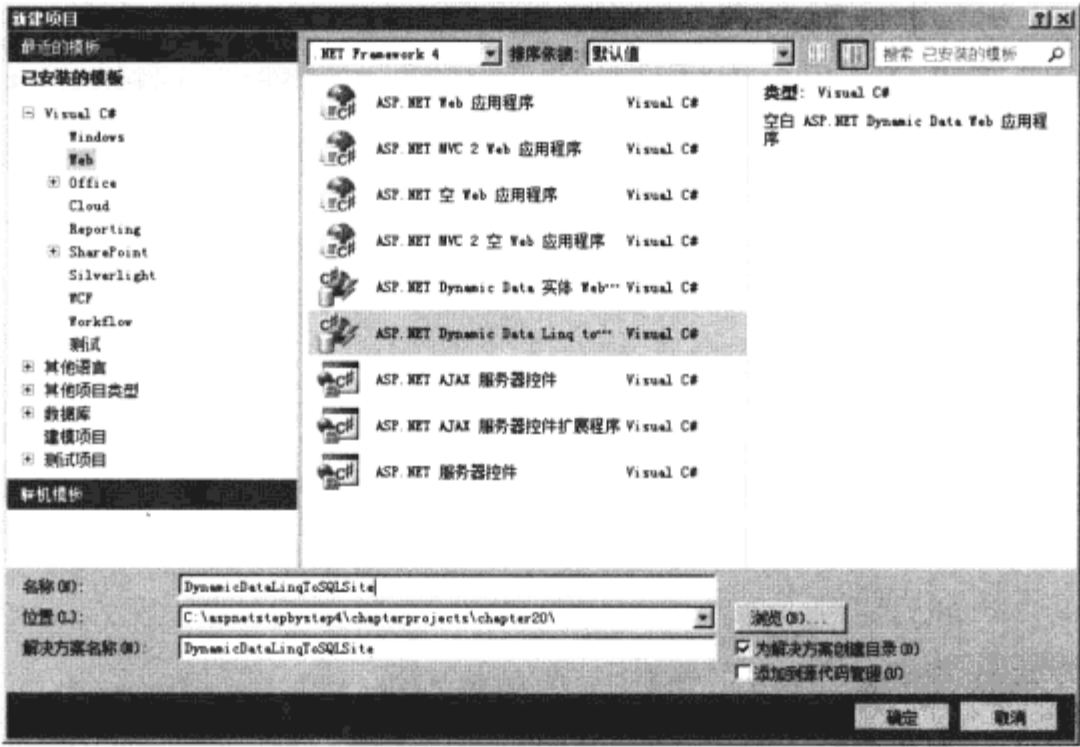 新建项目
最近的模板
.NET Framework 4 排序依据: 默认值 搜索 已安装的模板
已安装的模板
Visual C#
Windows
Web
Office
Cloud
Reporting
SharePoint
Silverlight
WCF
Workflow
测试
其他语言
其他项目类型
数据库
建模项目
测试项目
联机模板
ASP.NET Web 应用程序 Visual C#
ASP.NET MVC 2 Web 应用程序 Visual C#
ASP.NET 空 Web 应用程序 Visual C#
ASP.NET MVC 2 空 Web 应用程序 Visual C#
ASP.NET Dynamic Data 实体 Web… Visual C#
ASP.NET Dynamic Data Linq to… Visual C#
ASP.NET AJAX 服务器控件 Visual C#
ASP.NET AJAX 服务器控件扩展程序 Visual C#
ASP.NET 服务器控件 Visual C#
类型: Visual C#
空白 ASP.NET Dynamic Data Web 应用程
序
名称(N): DynamicDataLinqToSQLSite
位置(L): C:\aspnetstepbystep4\chapterprojects\chapter20\ 浏览(B)...
解决方案名称(M): DynamicDataLinqToSQLSite
为解决方案创建目录(D)
添加到源代码管理(U)
确定 取消